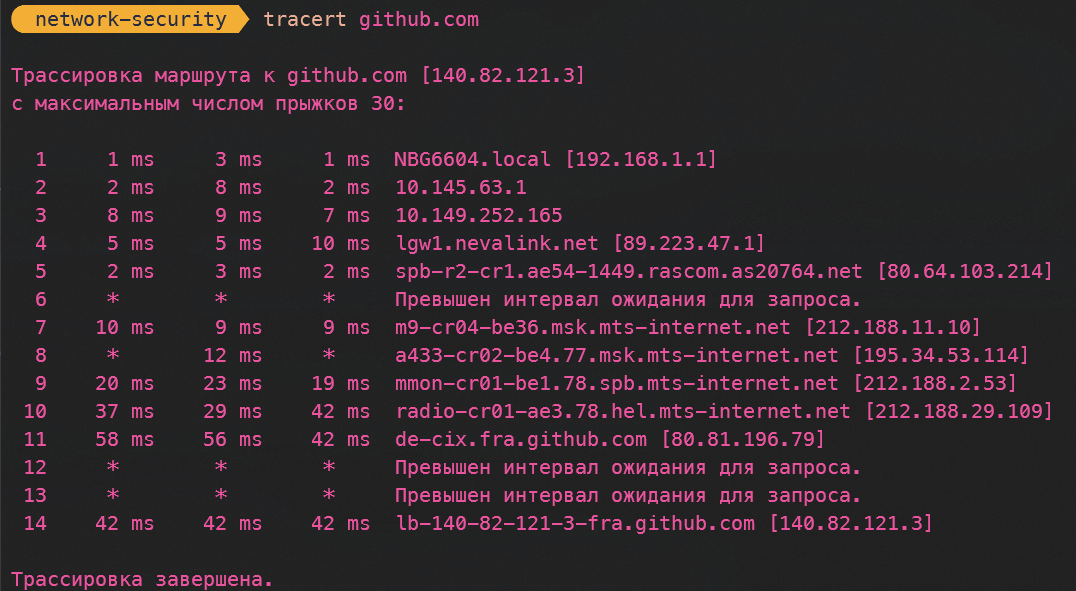 network-security tracert github.com
Трассировка маршрута к github.com [140.82.121.3]
с максимальным числом прыжков 30:
1 1 ms 3 ms 1 ms NBG6604.local [192.168.1.1]
2 2 ms 8 ms 2 ms 10.145.63.1
3 8 ms 9 ms 7 ms 10.149.252.165
4 5 ms 5 ms 10 ms lgw1.nevalink.net [89.223.47.1]
5 2 ms 3 ms 2 ms spb-r2-cr1.ae54-1449.rascom.as20764.net [80.64.103.214]
6 * * * Превышен интервал ожидания для запроса.
7 10 ms 9 ms 9 ms m9-cr04-be36.msk.mts-internet.net [212.188.11.10]
8 * 12 ms * a433-cr02-be4.77.msk.mts-internet.net [195.34.53.114]
9 20 ms 23 ms 19 ms mmon-cr01-be1.78.spb.mts-internet.net [212.188.2.53]
10 37 ms 29 ms 42 ms radio-cr01-ae3.78.hel.mts-internet.net [212.188.29.109]
11 58 ms 56 ms 42 ms de-cix.fra.github.com [80.81.196.79]
12 * * * Превышен интервал ожидания для запроса.
13 * * * Превышен интервал ожидания для запроса.
14 42 ms 42 ms 42 ms lb-140-82-121-3-fra.github.com [140.82.121.3]
Трассировка завершена.